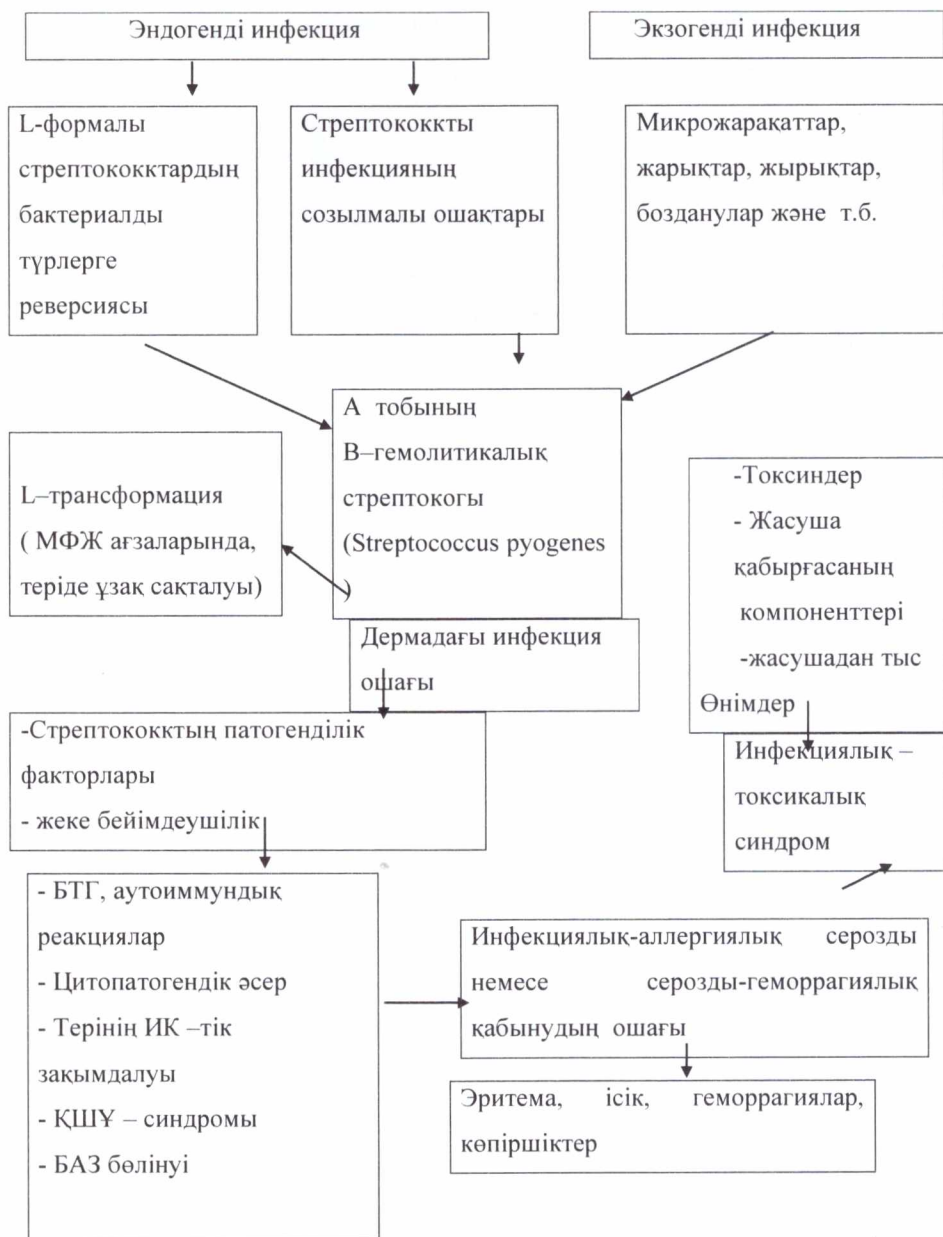 Эндогенді инфекция
Экзогенді инфекция
L-формалы
стрептококктардың
бактериалды
түрлерге
реверсиясы
Стрептококкты
инфекцияның
созылмалы ошақтары
Микрожарақаттар,
жарықтар, жырықтар,
бозданулар және т.б.
А тобының
В–гемолитикалық
стрептокогы
(Streptococcus pyogenes
)
L–трансформация
( МФЖ ағзаларында,
теріде ұзақ сақталуы)
-Токсиндер
- Жасуша
қабырғасаның
компоненттері
-жасушадан тыс
Өнімдер
Дермадағы инфекция
ошағы
-Стрептококктың патогенділік
факторлары
- жеке бейімдеушілік
Инфекциялық –
токсикалық
синдром
- БТГ, аутоиммундық
реакциялар
- Цитопатогендік әсер
- Терінің ИК –тік
зақымдалуы
- ҚШҰ – синдромы
- БАЗ бөлінуі
Инфекциялық-аллергиялық серозды
немесе серозды-геморрагиялық
қабынудың ошағы
Эритема, ісік, геморрагиялар,
көпіршіктер